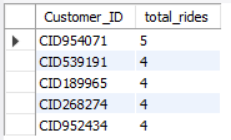 Customer_ID total_rides
CID954071 5
CID539191 4
CID189965 4
CID268274 4
CID952434 4